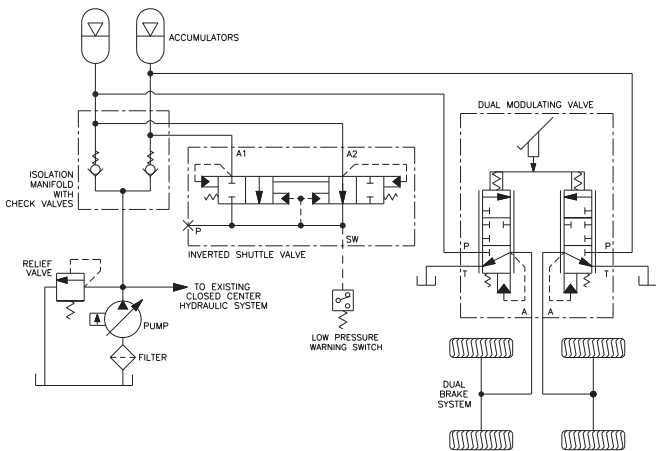 ACCUMULATORS
DUAL MODULATING VALVE
A1
A2
ISOLATION
MANIFOLD
WITH
CHECK VALVES
P
SW
INVERTED SHUTTLE VALVE
P
P
T
T
RELIEF
VALVE
TO EXISTING
CLOSED CENTER
HYDRAULIC SYSTEM
PUMP
LOW PRESSURE
WARNING SWITCH
A
A
FILTER
DUAL
BRAKE
SYSTEM